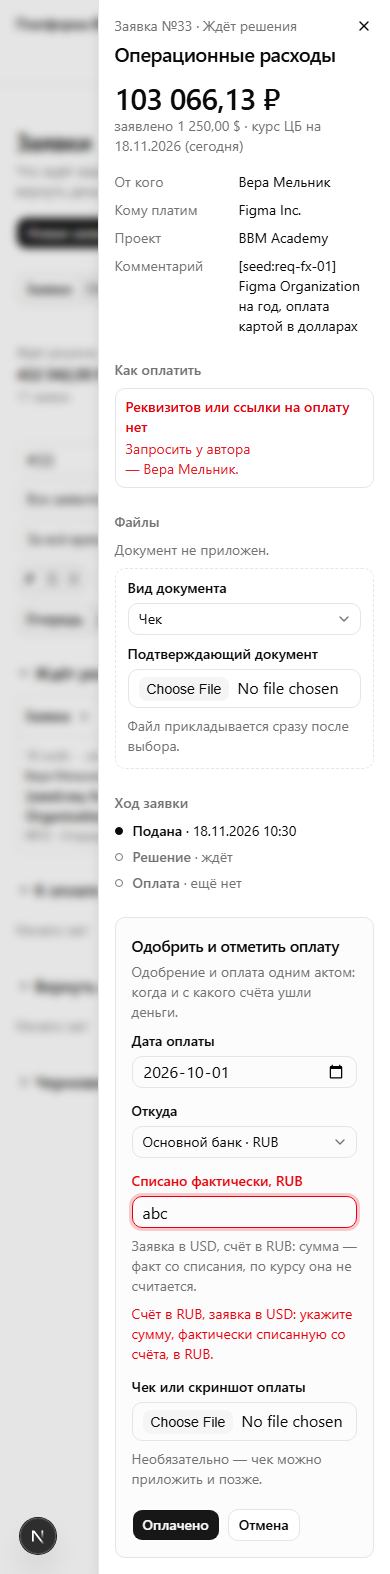 Заявка №33 · Ждёт решения
Операционные расходы
103 066,13 ₽
заявлено 1 250,00 $ · курс ЦБ на
18.11.2026 (сегодня)
От кого
Вера Мельник
Кому платим
Figma Inc.
Проект
BBM Academy
Комментарий
[seed:req-fx-01]
Figma Organization
на год, оплата
картой в долларах
Как оплатить
Реквизитов или ссылки на оплату
нет
Запросить у автора
— Вера Мельник.
Файлы
Документ не приложен.
Вид документа
Чек
Подтверждающий документ
Choose File No file chosen
Файл прикладывается сразу после
выбора.
Ход заявки
Подана · 18.11.2026 10:30
Решение · ждёт
Оплата · ещё нет
Одобрить и отметить оплату
Одобрение и оплата одним актом:
когда и с какого счёта ушли
деньги.
Дата оплаты
2026-10-01
Откуда
Основной банк · RUB
Списано фактически, RUB
abc
Заявка в USD, счёт в RUB: сумма —
факт со списания, по курсу она не
считается.
Счёт в RUB, заявка в USD: укажите
сумму, фактически списанную со
счёта, в RUB.
Чек или скриншот оплаты
Choose File No file chosen
Необязательно — чек можно
приложить и позже.
Оплачено
Отмена
N